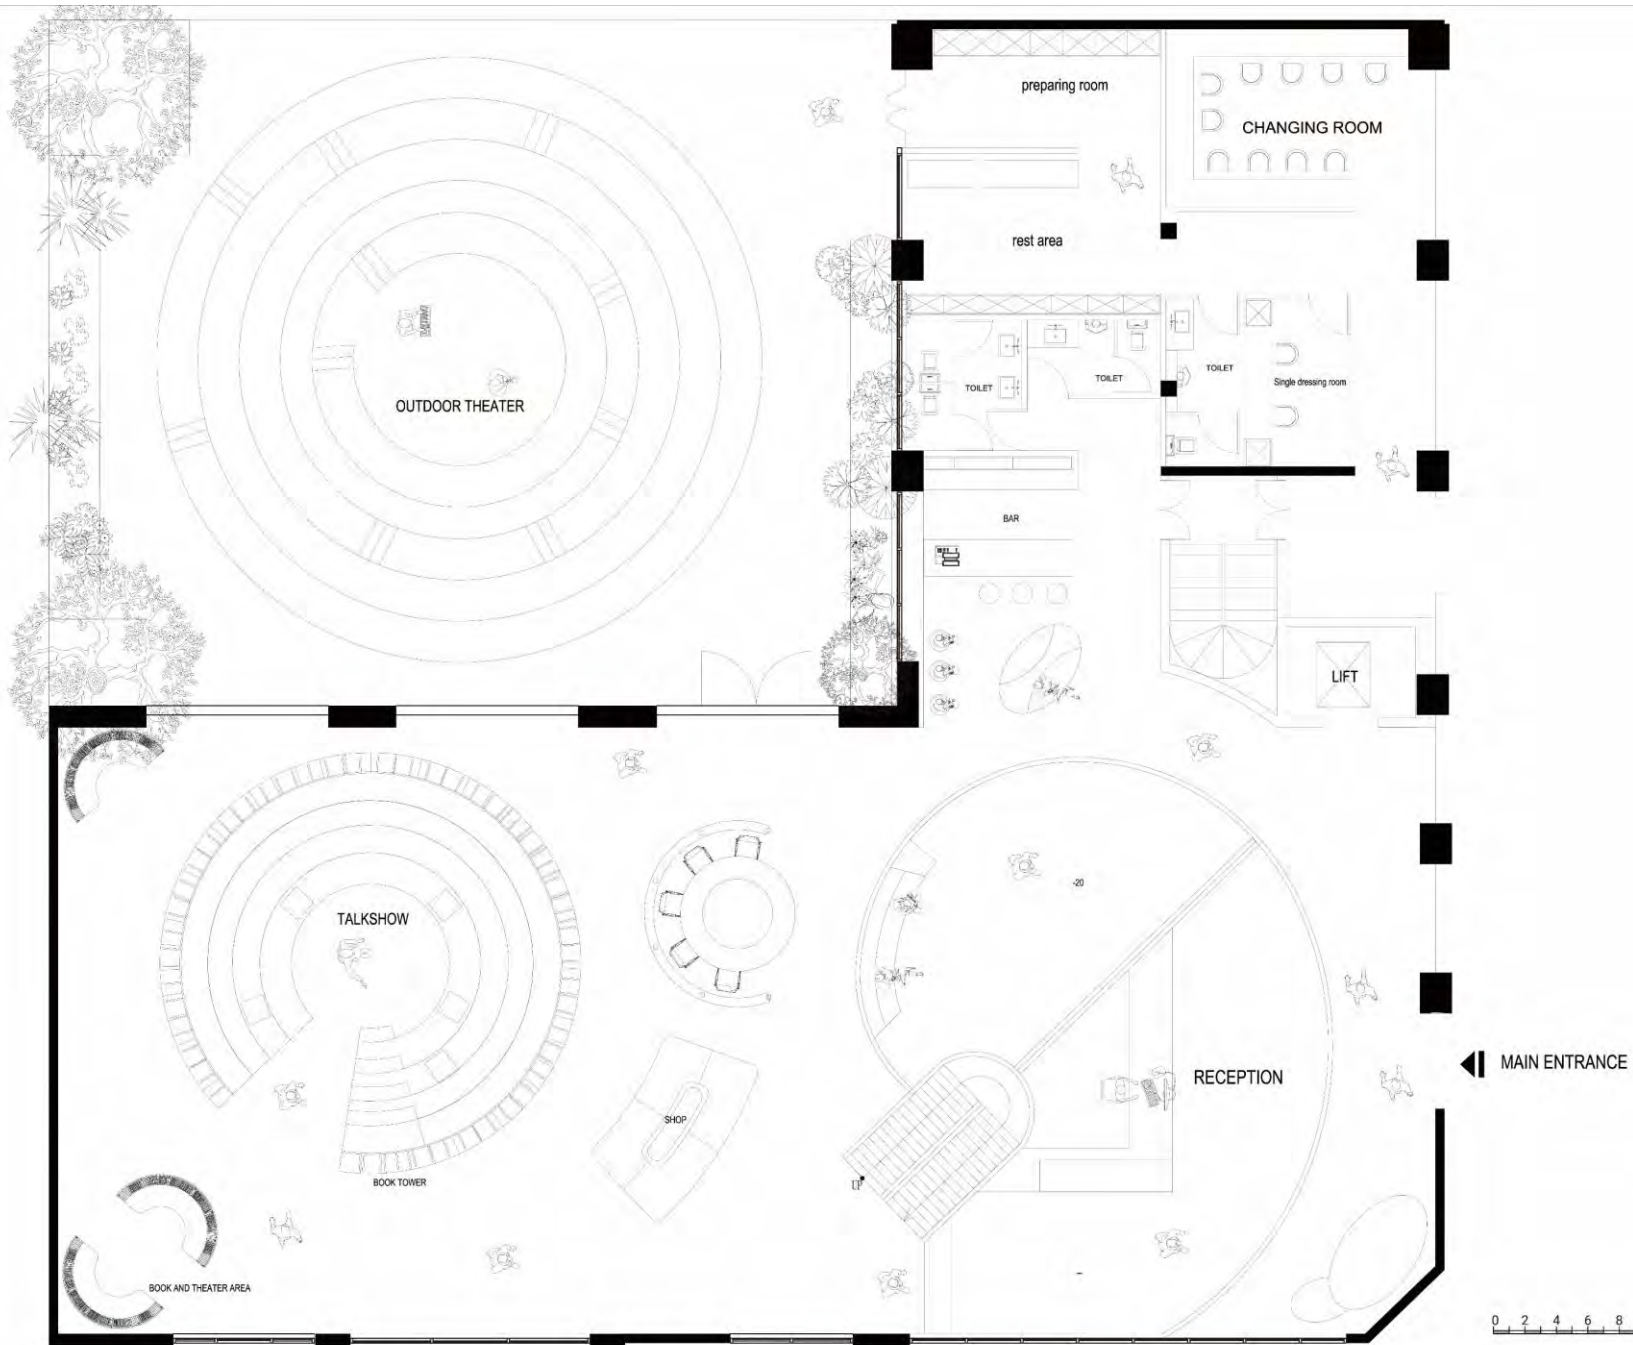 preparing room
CHANGING ROOM
rest area
OUTDOOR THEATER
TOILET
TOILET
TOILET
Single dressing room
BAR
LIFT
TALKSHOW
-20
SHOP
RECEPTION
MAIN ENTRANCE
BOOK TOWER
UP
BOOK AND THEATER AREA
0 2 4 6 8